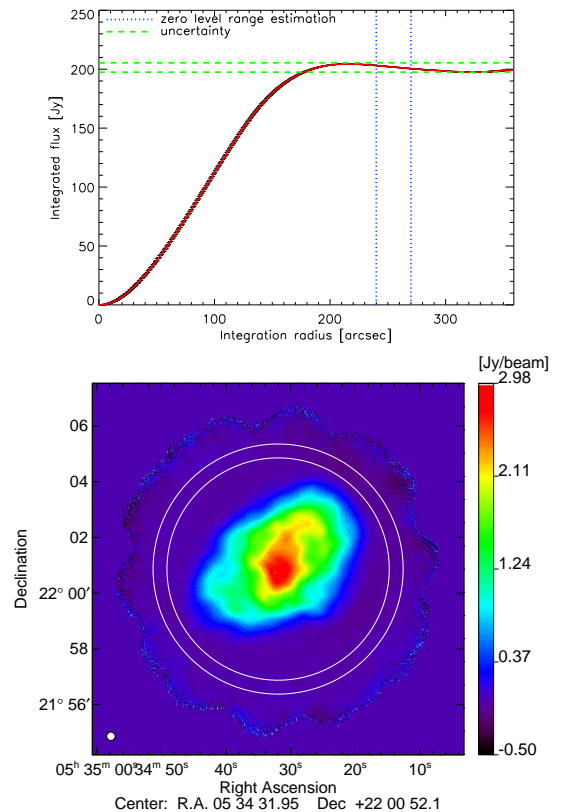 250
zero level range estimation
uncertainty
200
150
100
50
0
Integrated flux [Jy]
0 100 200 300
Integration radius [arcsec]
[Jy/beam]
2.98
2.11
1.24
0.37
-0.50
06
04
02
22° 00′
58
21° 56′
Declination
05h 35m 00s 34m 50s 40s 30s 20s 10s
Right Ascension
Center: R.A. 05 34 31.95 Dec +22 00 52.1